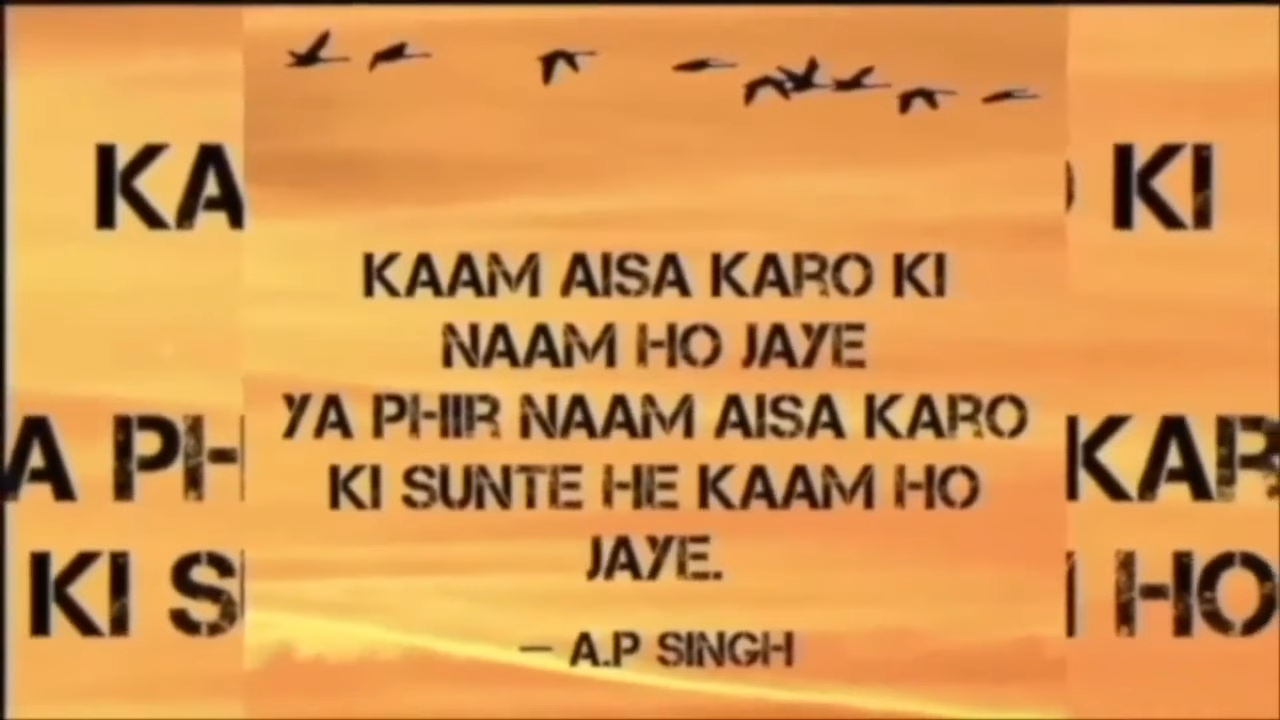 KAAM AISA KARO KI
NAAM HO JAYE
YA PHIR NAAM AISA KARO
KI SUNTE HE KAAM HO
JAYE.
— A.P SINGH